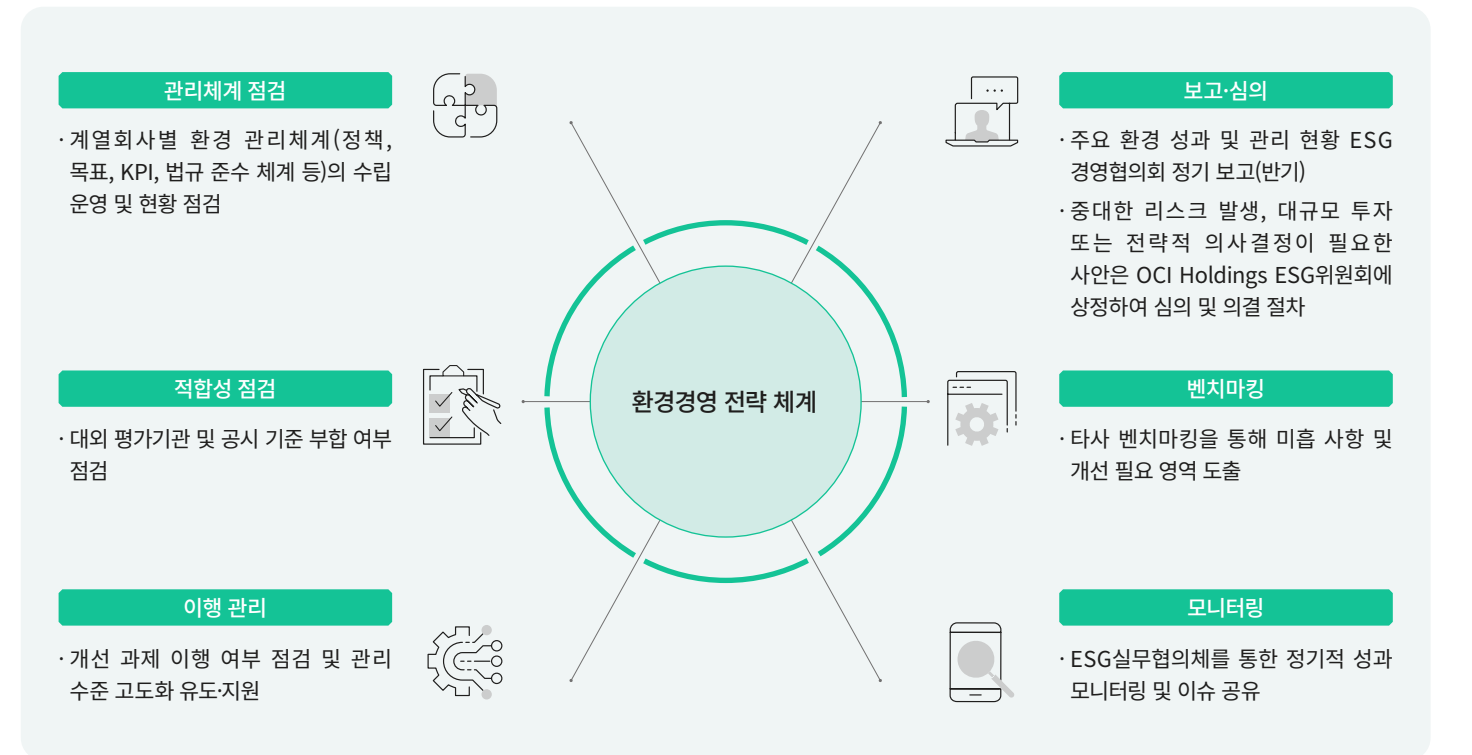 관리체계 점검
· 계열회사별 환경 관리체계(정책,
목표, KPI, 법규 준수 체계 등)의 수립
운영 및 현황 점검
적합성 점검
· 대외 평가기관 및 공시 기준 부합 여부
점검
이행 관리
· 개선 과제 이행 여부 점검 및 관리
수준 고도화 유도·지원
환경경영 전략 체계
보고·심의
· 주요 환경 성과 및 관리 현황 ESG
경영협의회 정기 보고(반기)
· 중대한 리스크 발생, 대규모 투자
또는 전략적 의사결정이 필요한
사안은 OCI Holdings ESG위원회에
상정하여 심의 및 의결 절차
벤치마킹
· 타사 벤치마킹을 통해 미흡 사항 및
개선 필요 영역 도출
모니터링
· ESG실무협의체를 통한 정기적 성과
모니터링 및 이슈 공유